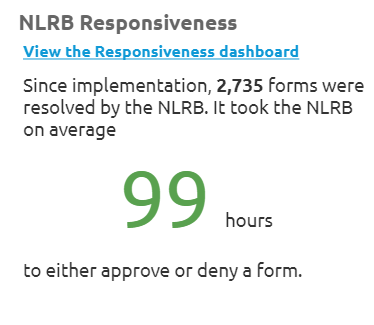 NLRB Responsiveness
View the Responsiveness dashboard
Since implementation, 2,735 forms were
resolved by the NLRB. It took the NLRB
on average
99 hours
to either approve or deny a form.